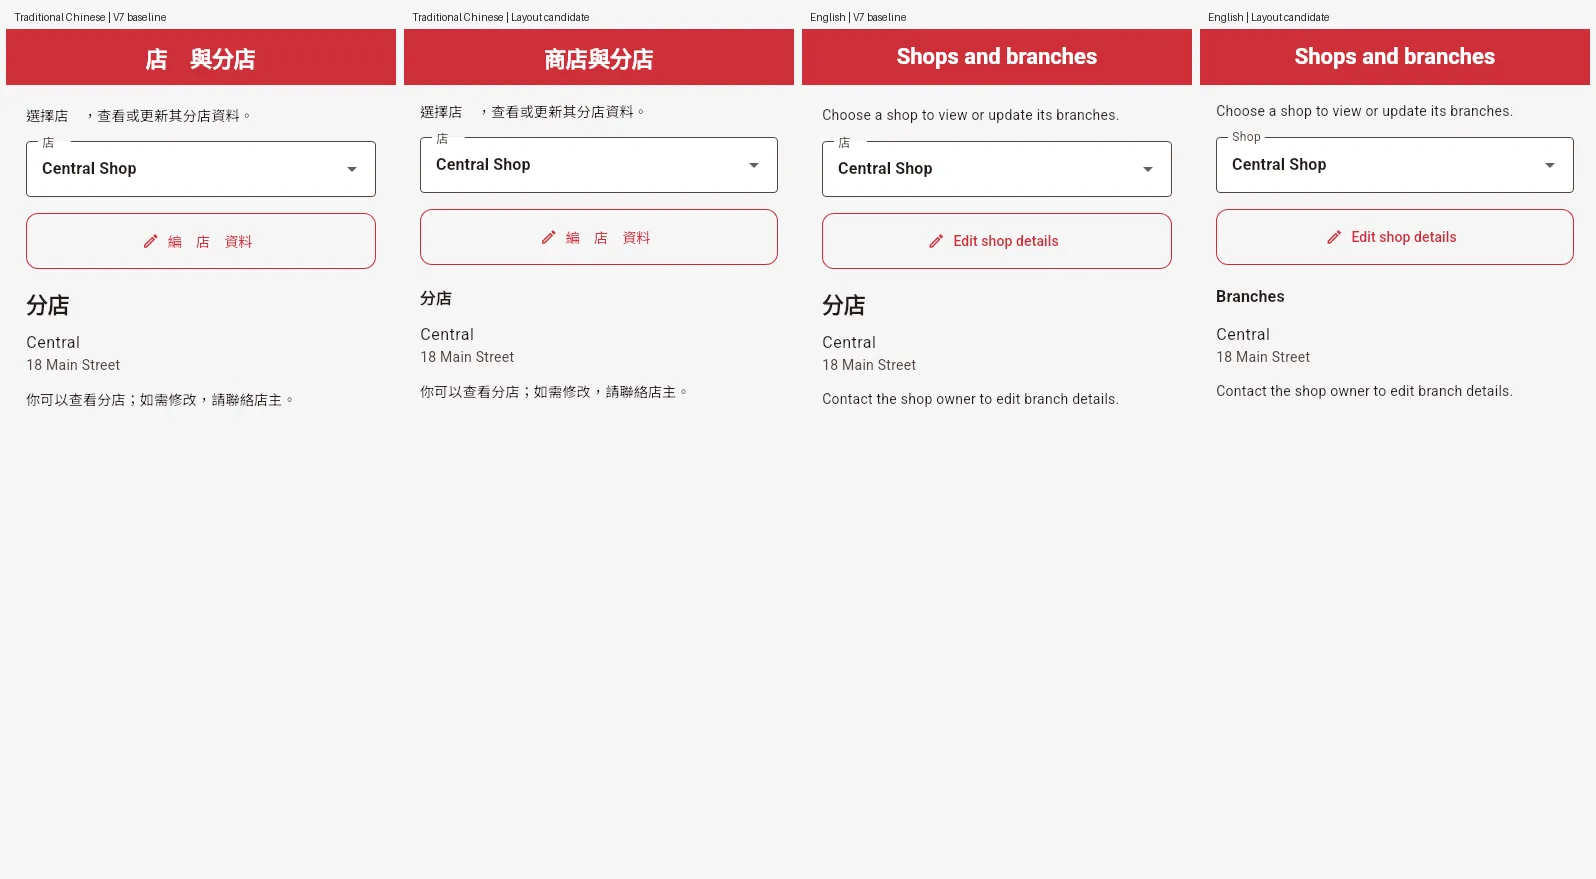 Traditional Chinese | V7 baseline
店 與分店
選擇店 ，查看或更新其分店資料。
店
Central Shop
編 店 資料
分店
Central
18 Main Street
你可以查看分店；如需修改，請聯絡店主。
Traditional Chinese | Layout candidate
商店與分店
選擇店 ，查看或更新其分店資料。
店
Central Shop
編 店 資料
分店
Central
18 Main Street
你可以查看分店；如需修改，請聯絡店主。
English | V7 baseline
Shops and branches
Choose a shop to view or update its branches.
店
Central Shop
Edit shop details
分店
Central
18 Main Street
Contact the shop owner to edit branch details.
English | Layout candidate
Shops and branches
Choose a shop to view or update its branches.
Shop
Central Shop
Edit shop details
Branches
Central
18 Main Street
Contact the shop owner to edit branch details.